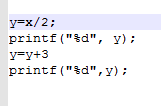 y=x/2;
printf("%d", y);
y=y+3
printf("%d",y);